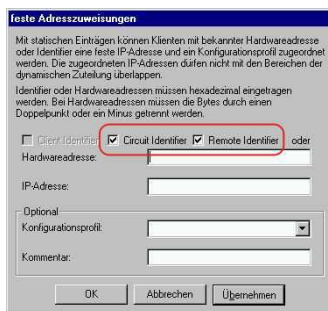 feste Adresszuweisungen
Mit statischen Einträgen können Klienten mit bekannter Hardwareadresse
oder Identifier eine feste IP-Adresse und ein Konfigurationsprofil zugeordnet
werden. Die zugeordneten IP-Adressen dürfen nicht mit den Bereichen der
dynamischen Zuteilung überlappen.
Identifier oder Hardwareadressen müssen hexadezimal eingetragen
werden. Bei Hardwareadressen müssen die Bytes durch einen
Doppelpunkt oder ein Minus getrennt werden.
Client Identifier Circuit Identifier Remote Identifier oder
Hardwareadresse:
IP-Adresse:
Optional
Konfigurationsprofil:
Kommentar:
OK Abbrechen Übernehmen